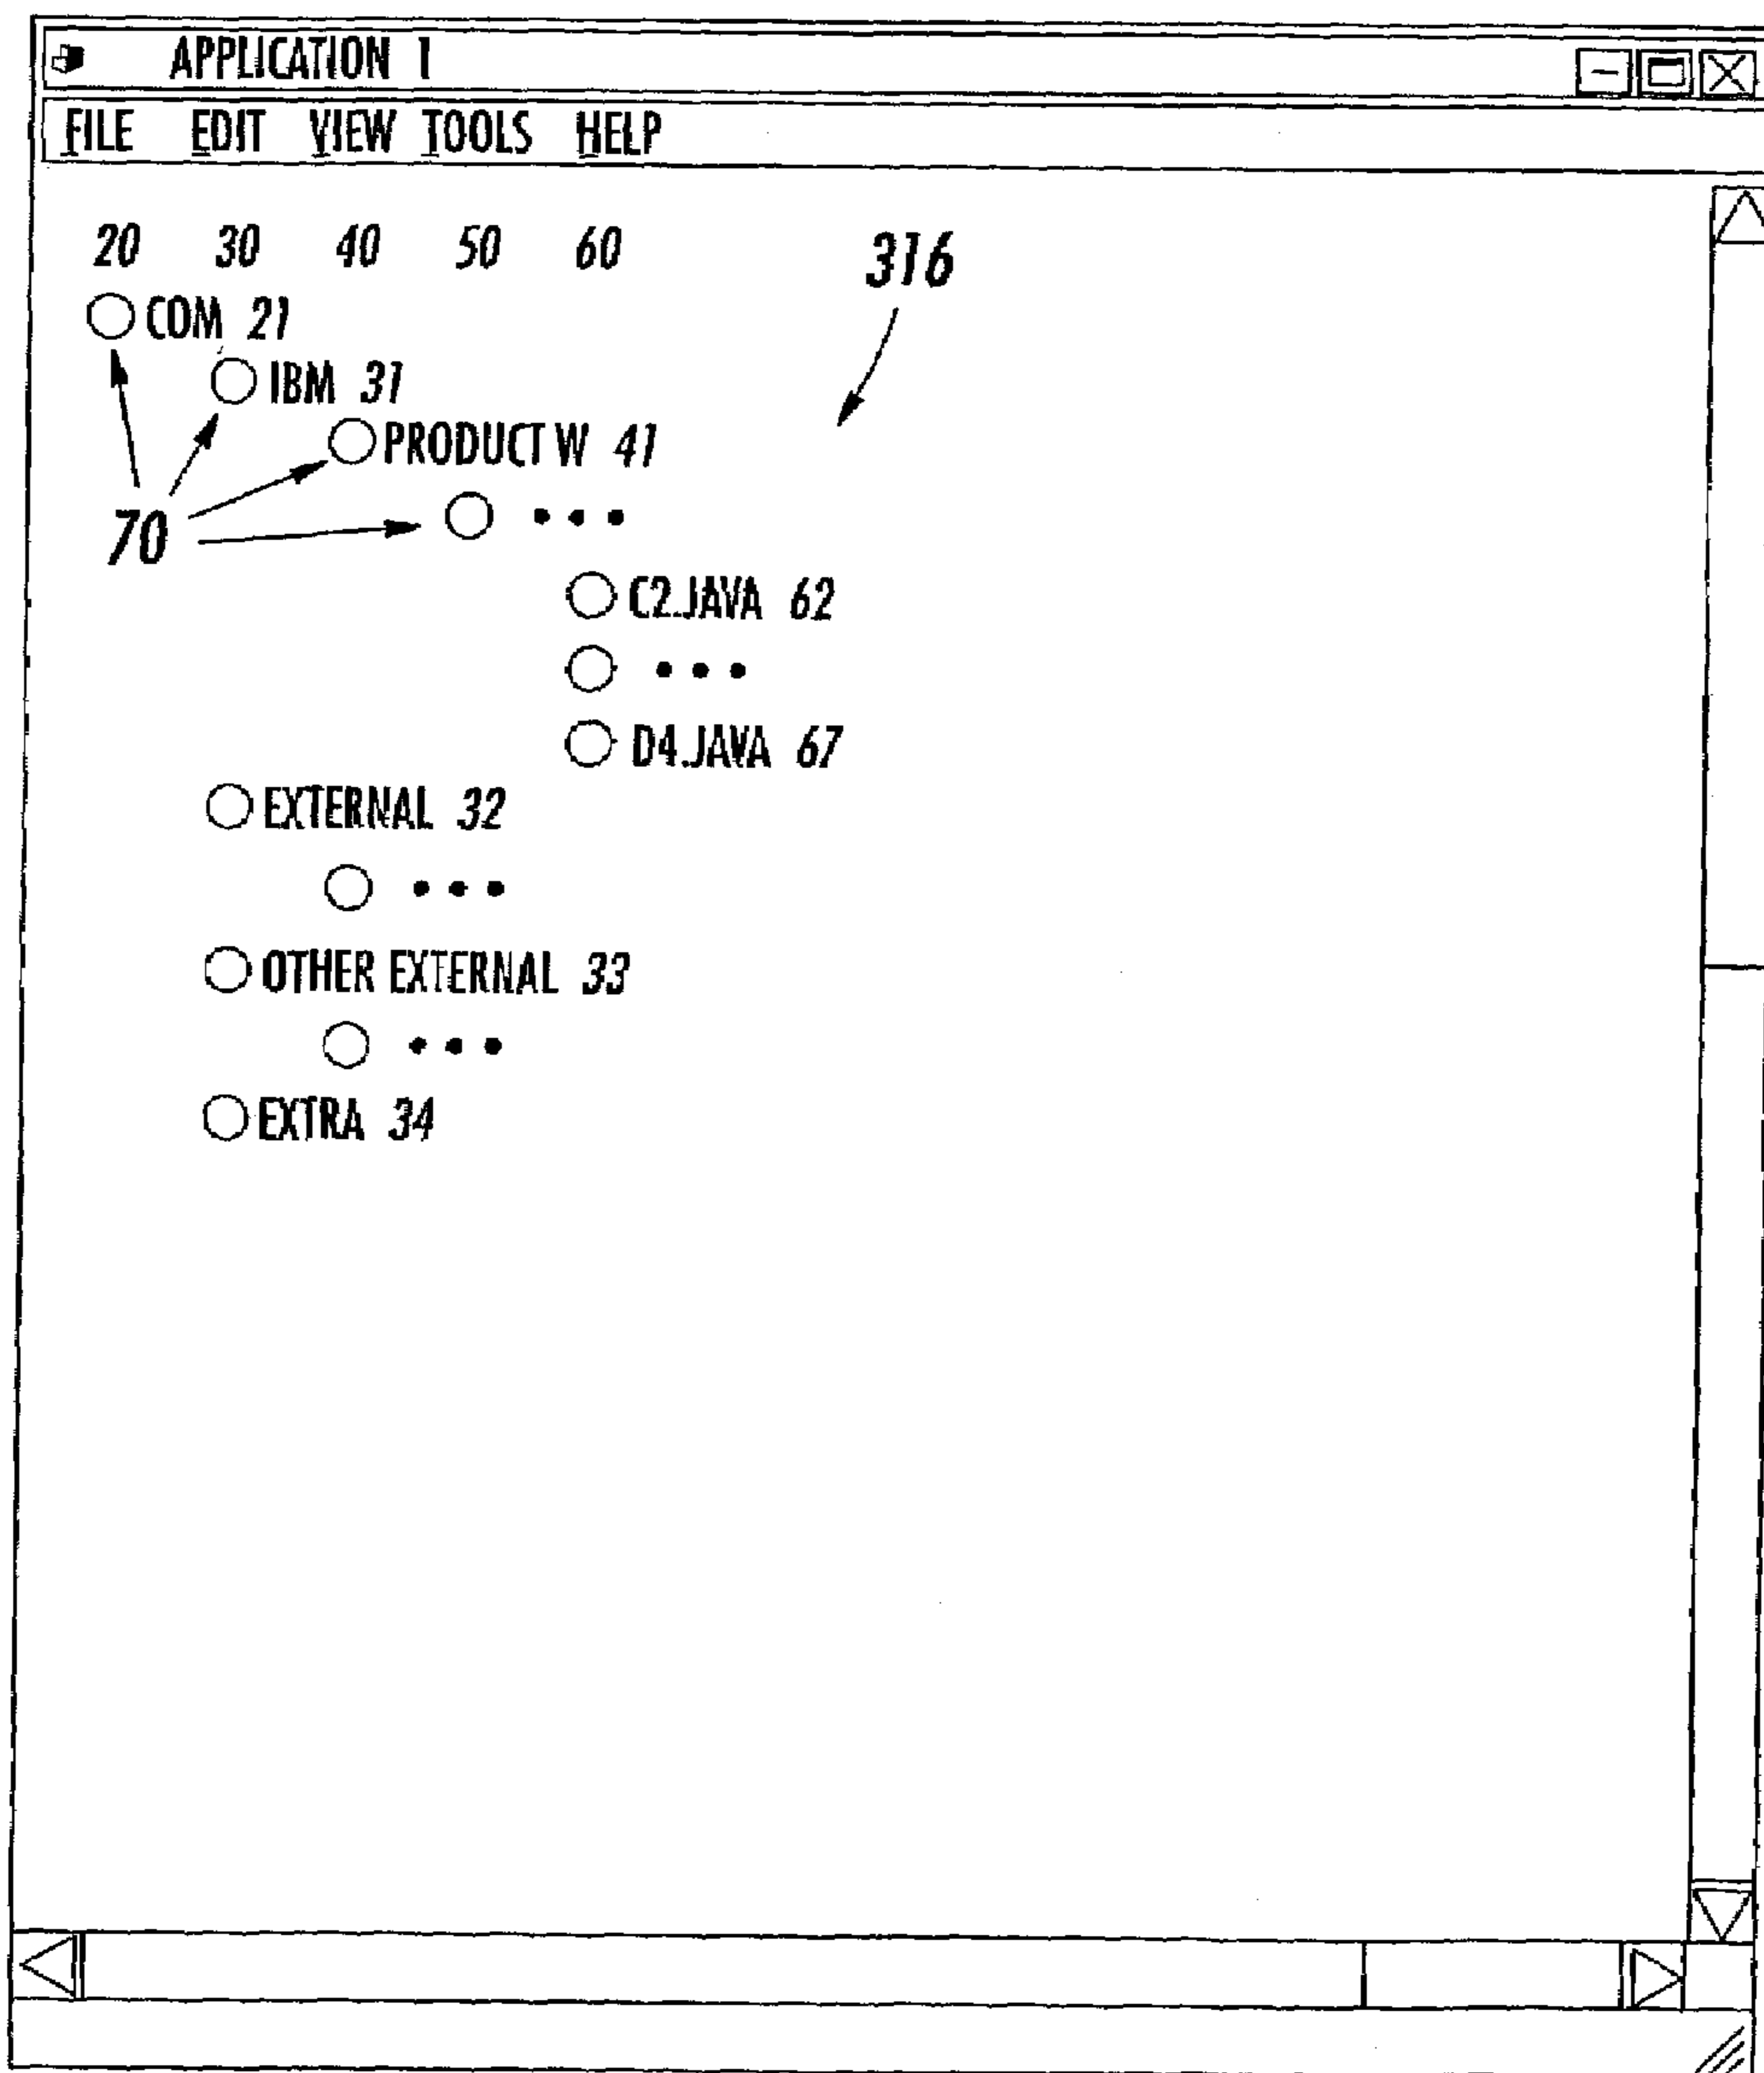 APPLICATION 1
FILE EDIT VIEW TOOLS HELP
20 30 40 50 60
316
COM 21
IBM 31
PRODUCT W 41
70
• • •
C2.JAVA 62
• • •
D4.JAVA 67
EXTERNAL 32
• • •
OTHER EXTERNAL 33
• • •
EXTRA 34